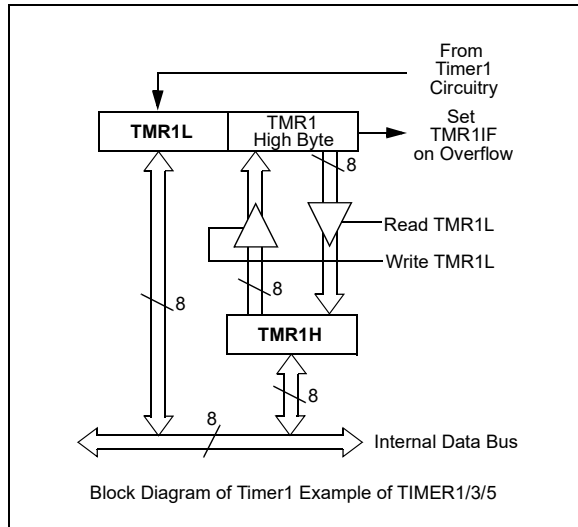 From
Timer1
Circuitry
TMR1L
TMR1
High Byte
Set
TMR1IF
on Overflow
8
Read TMR1L
Write TMR1L
8
8
TMR1H
8
8
Internal Data Bus
Block Diagram of Timer1 Example of TIMER1/3/5